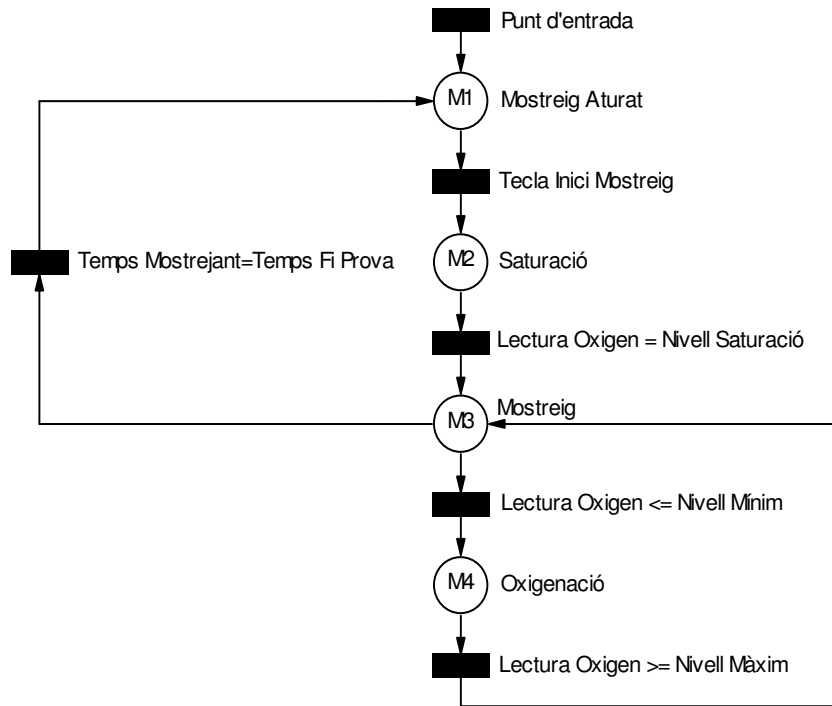 Punt d'entrada
M1
Mostreig Aturat
Tecla Inici Mostreig
Temps Mostrejant=Temps Fi Prova
M2
Saturació
Lectura Oxigen = Nivell Saturació
Mostreig
M3
Lectura Oxigen <= Nivell Mínim
M4
Oxigenació
Lectura Oxigen >= Nivell Màxim